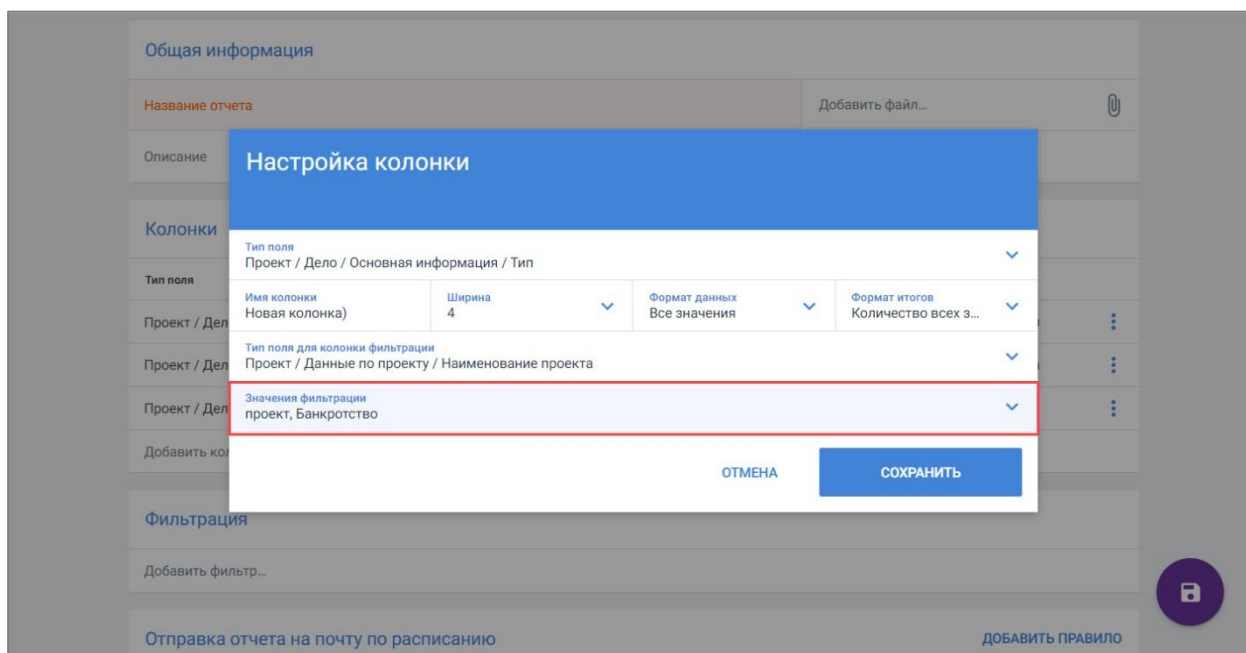 Общая информация
Название отчета
Добавить файл...
Описание
Настройка колонки
Колонки
Тип поля
Проект / Дело / Основная информация / Тип
Тип поля
Имя колонки
Новая колонка)
Ширина
4
Формат данных
Все значения
Формат итогов
Количество всех з...
Проект / Дел
Тип поля для колонки фильтрации
Проект / Данные по проекту / Наименование проекта
Проект / Дел
Значения фильтрации
проект, Банкротство
Проект / Дел
Добавить кол
ОТМЕНА
СОХРАНИТЬ
Фильтрация
Добавить фильтр...
Отправка отчета на почту по расписанию
ДОБАВИТЬ ПРАВИЛО